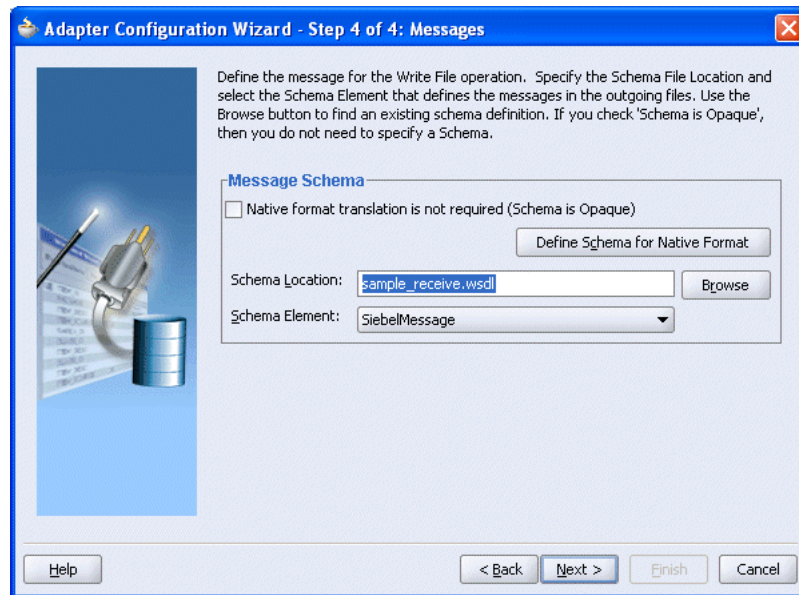 Adapter Configuration Wizard - Step 4 of 4: Messages
Define the message for the Write File operation.  Specify the Schema File Location and
select the Schema Element that defines the messages in the outgoing files. Use the
Browse button to find an existing schema definition. If you check 'Schema is Opaque',
then you do not need to specify a Schema.
Message Schema
Native format translation is not required (Schema is Opaque)
Define Schema for Native Format
Schema Location: sample_receive.wsdl Browse
Schema Element: SiebelMessage
Help < Back Next > Finish Cancel